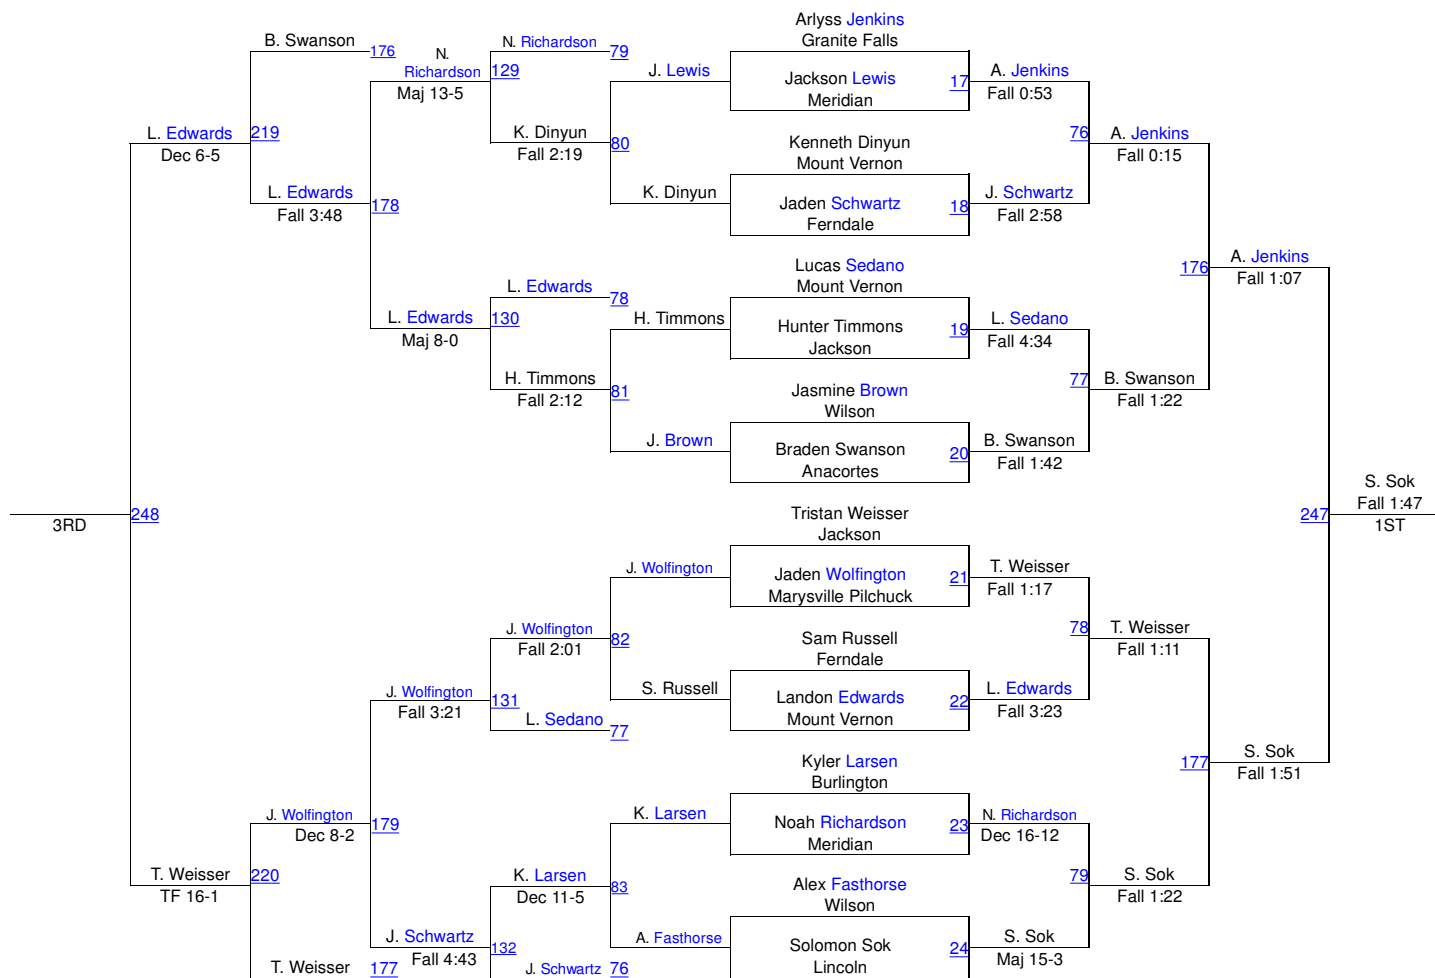 Arlyss Jenkins
B. Swanson
N. Richardson
Granite Falls
176
N.
79
Richardson
129
J. Lewis
Jackson Lewis
17
A. Jenkins
Maj 13-5
Meridian
Fall 0:53
L. Edwards
219
K. Dinyun
80
Kenneth Dinyun
76
A. Jenkins
Dec 6-5
Fall 2:19
Mount Vernon
Fall 0:15
L. Edwards
178
K. Dinyun
Jaden Schwartz
18
J. Schwartz
Fall 3:48
Ferndale
Fall 2:58
Lucas Sedano
176
A. Jenkins
L. Edwards
78
Mount Vernon
Fall 1:07
L. Edwards
130
H. Timmons
Hunter Timmons
19
L. Sedano
Maj 8-0
Jackson
Fall 4:34
H. Timmons
81
Jasmine Brown
77
B. Swanson
Fall 2:12
Wilson
Fall 1:22
J. Brown
Braden Swanson
20
B. Swanson
Anacortes
Fall 1:42
S. Sok
Fall 1:47
3RD
248
Tristan Weisser
247
1ST
Jackson
J. Wolfington
Jaden Wolfington
21
T. Weisser
Marysville Pilchuck
Fall 1:17
J. Wolfington
82
Sam Russell
78
T. Weisser
Fall 2:01
Ferndale
Fall 1:11
J. Wolfington
131
S. Russell
Landon Edwards
22
L. Edwards
Fall 3:21
L. Sedano
77
Mount Vernon
Fall 3:23
Kyler Larsen
177
S. Sok
Burlington
Fall 1:51
J. Wolfington
179
K. Larsen
Noah Richardson
23
N. Richardson
Dec 8-2
Meridian
Dec 16-12
T. Weisser
220
K. Larsen
83
Alex Fasthorse
79
S. Sok
TF 16-1
Dec 11-5
Wilson
Fall 1:22
J. Schwartz
132
A. Fasthorse
Solomon Sok
24
S. Sok
Fall 4:43
Lincoln
Maj 15-3
T. Weisser
177
J. Schwartz
76